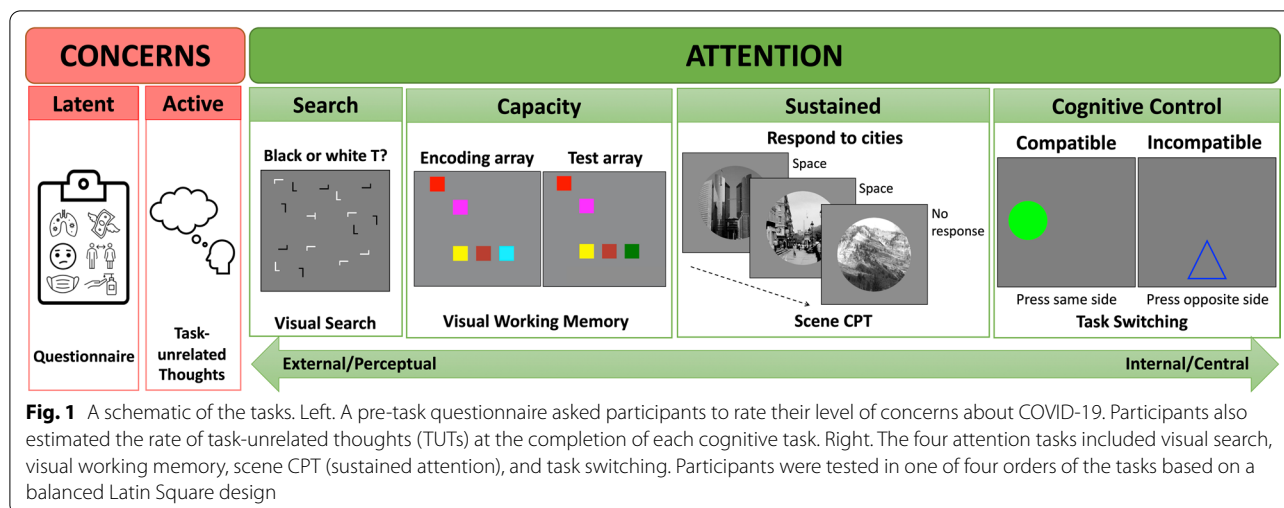 CONCERNS
ATTENTION
Latent
Active
Search
Capacity
Sustained
Cognitive Control
Questionnaire
Task-
unrelated
Thoughts
Black or white T?
Visual Search
Encoding array
Test array
Visual Working Memory
Respond to cities
Space
Space
No
response
Scene CPT
Compatible
Incompatible
Press same side
Press opposite side
Task Switching
External/Perceptual
Internal/Central
Fig. 1 A schematic of the tasks. Left. A pre-task questionnaire asked participants to rate their level of concerns about COVID-19. Participants also
estimated the rate of task-unrelated thoughts (TUTs) at the completion of each cognitive task. Right. The four attention tasks included visual search,
visual working memory, scene CPT (sustained attention), and task switching. Participants were tested in one of four orders of the tasks based on a
balanced Latin Square design